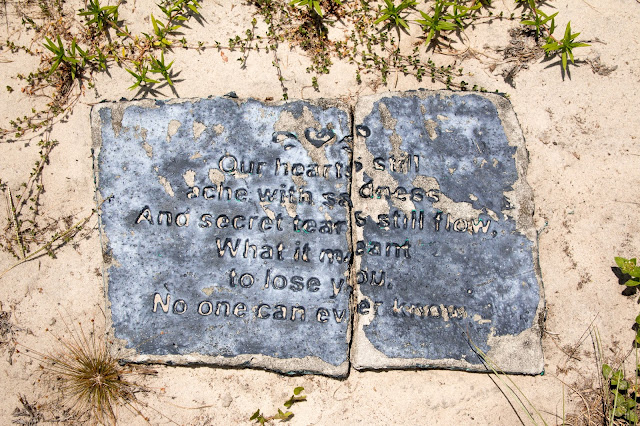 Our hearts still
ache with sadness
And secret tears still flow,
What it meant
to lose you,
No one can ever know.